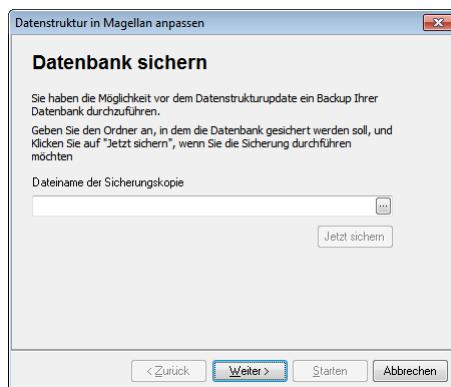 Datenstruktur in Magellan anpassen
Datenbank sichern
Sie haben die Möglichkeit vor dem Datenstrukturupdate ein Backup Ihrer
Datenbank durchzuführen.
Geben Sie den Ordner an, in dem die Datenbank gesichert werden soll, und
Klicken Sie auf "Jetzt sichern", wenn Sie die Sicherung durchführen
möchten
Dateiname der Sicherungskopie
...
Jetzt sichern
< Zurück Weiter > Starten Abbrechen